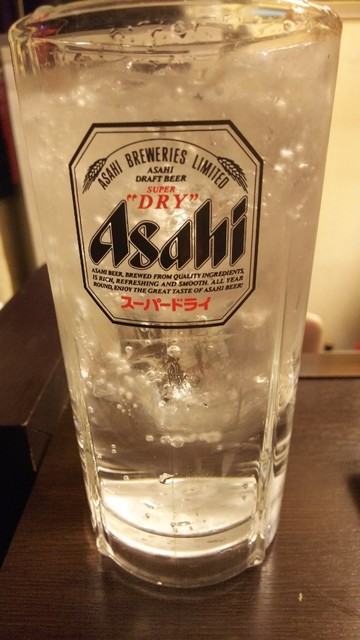 ASAHI BREWERIES LIMITED
ASAHI
DRAFT BEER
SUPER
"DRY"
Asahi
ASAHI BEER, BREWED FROM QUALITY INGREDIENTS,
IS RICH, REFRESHING AND SMOOTH. ALL YEAR
ROUND, ENJOY THE GREAT TASTE OF ASAHI BEER!
スーパードライ